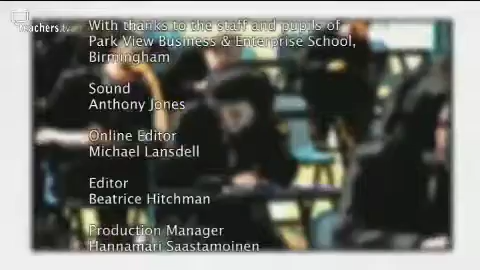 teachers.tv
With thanks to the staff and pupils of
Park View Business & Enterprise School,
Birmingham
Sound
Anthony Jones
Online Editor
Michael Lansdell
Editor
Beatrice Hitchman
Production Manager
Hannamari Saastamoinen